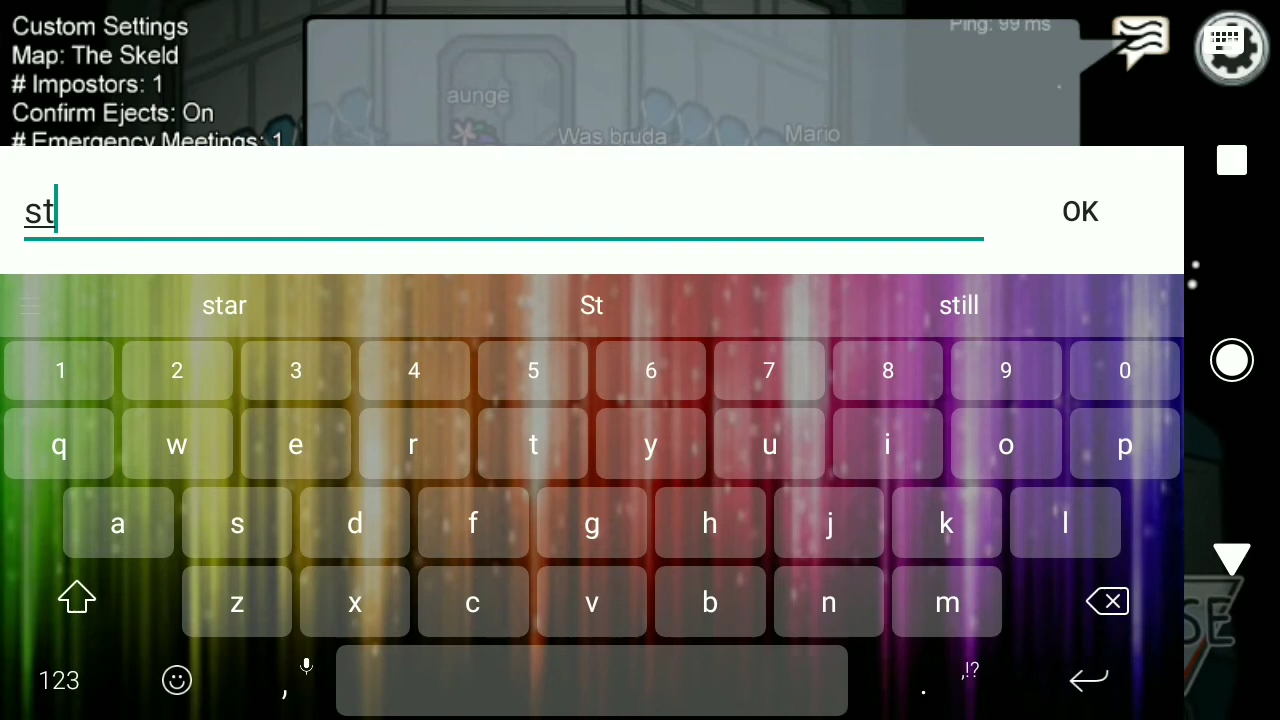 Custom Settings
Map: The Skeld
# Impostors: 1
Confirm Ejects: On
# Emergency Meetings: 1
Ping: 99 ms
aunge
Was bruda
Mario
st
OK
star St still
1 2 3 4 5 6 7 8 9 0
q w e r t y u i o p
a s d f g h j k l
z x c v b n m
123 , . ,!?
SE